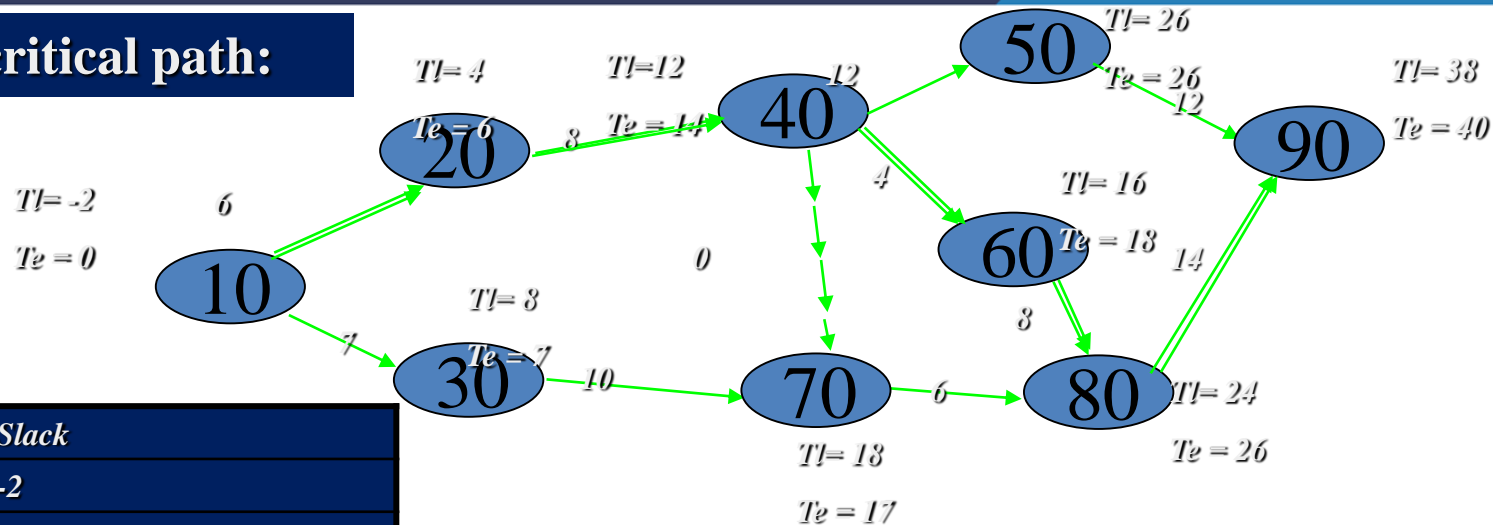 critical path:
Tl= 26
50
Te = 26
12
Tl= 4
Te = 6
20
Tl=12
Te = 14
8
12
40
Tl= 38
Te = 40
90
Tl= -2
Te = 0
6
10
4
Tl= 16
Te = 18
60
14
0
Tl= 8
Te = 7
30
7
10
70
8
6
80
Tl= 24
Te = 26
Tl= 18
Te = 17
Slack
-2